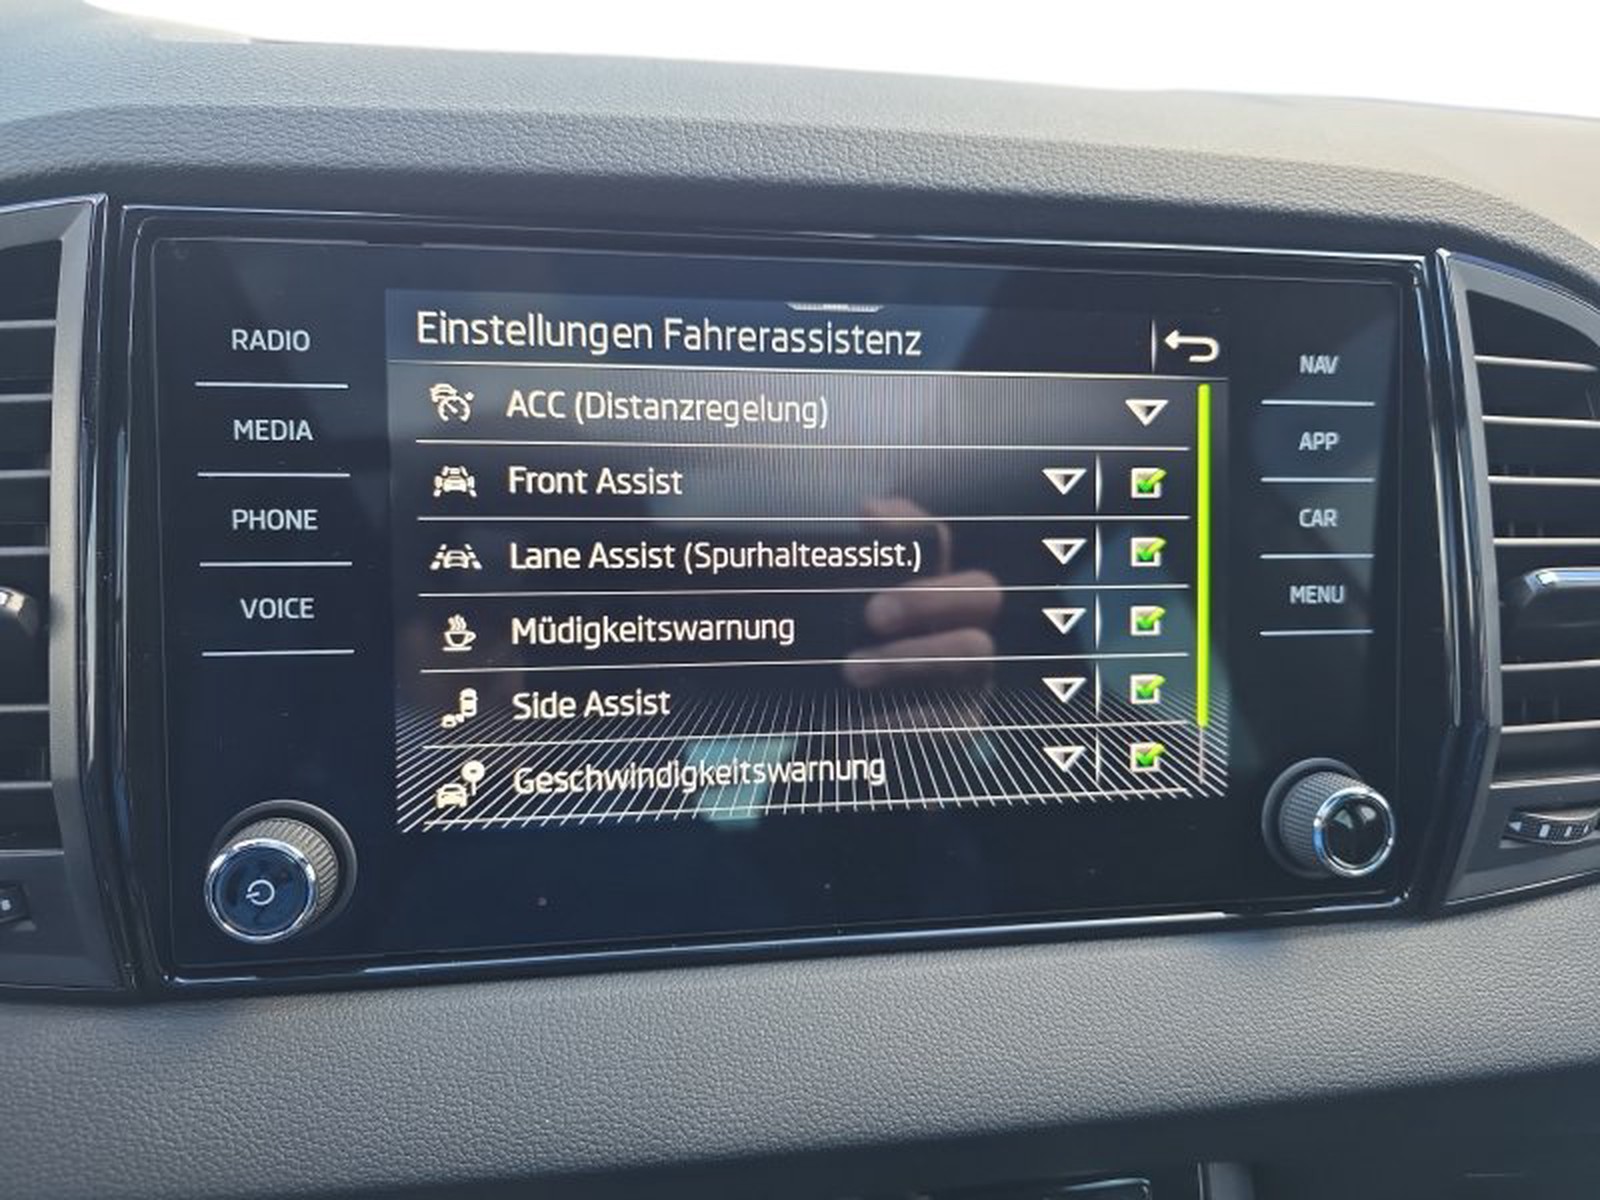 RADIO
MEDIA
PHONE
VOICE
Einstellungen Fahrerassistenz
ACC (Distanzregelung)
Front Assist
Lane Assist (Spurhalteassist.)
Müdigkeitswarnung
Side Assist
Geschwindigkeitswarnung
NAV
APP
CAR
MENU